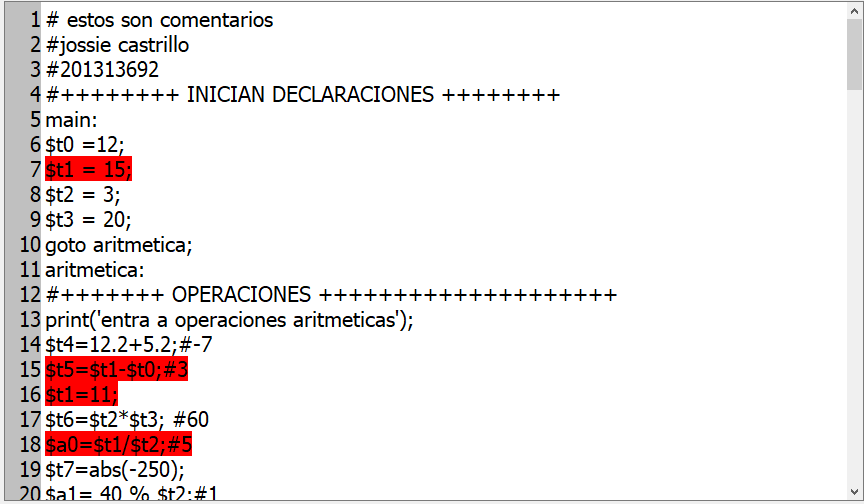 1 # estos son comentarios
2 #jossie castrillo
3 #201313692
4 #++++++++ INICIAN DECLARACIONES ++++++++
5 main:
6 $t0 =12;
7 $t1 = 15;
8 $t2 = 3;
9 $t3 = 20;
10 goto aritmetica;
11 aritmetica:
12 #+++++++ OPERACIONES ++++++++++++++++++++
13 print('entra a operaciones aritmeticas');
14 $t4=12.2+5.2;#-7
15 $t5=$t1-$t0;#3
16 $t1=11;
17 $t6=$t2*$t3; #60
18 $a0=$t1/$t2;#5
19 $t7=abs(-250);
20 $a1= 40 % $t2;#1